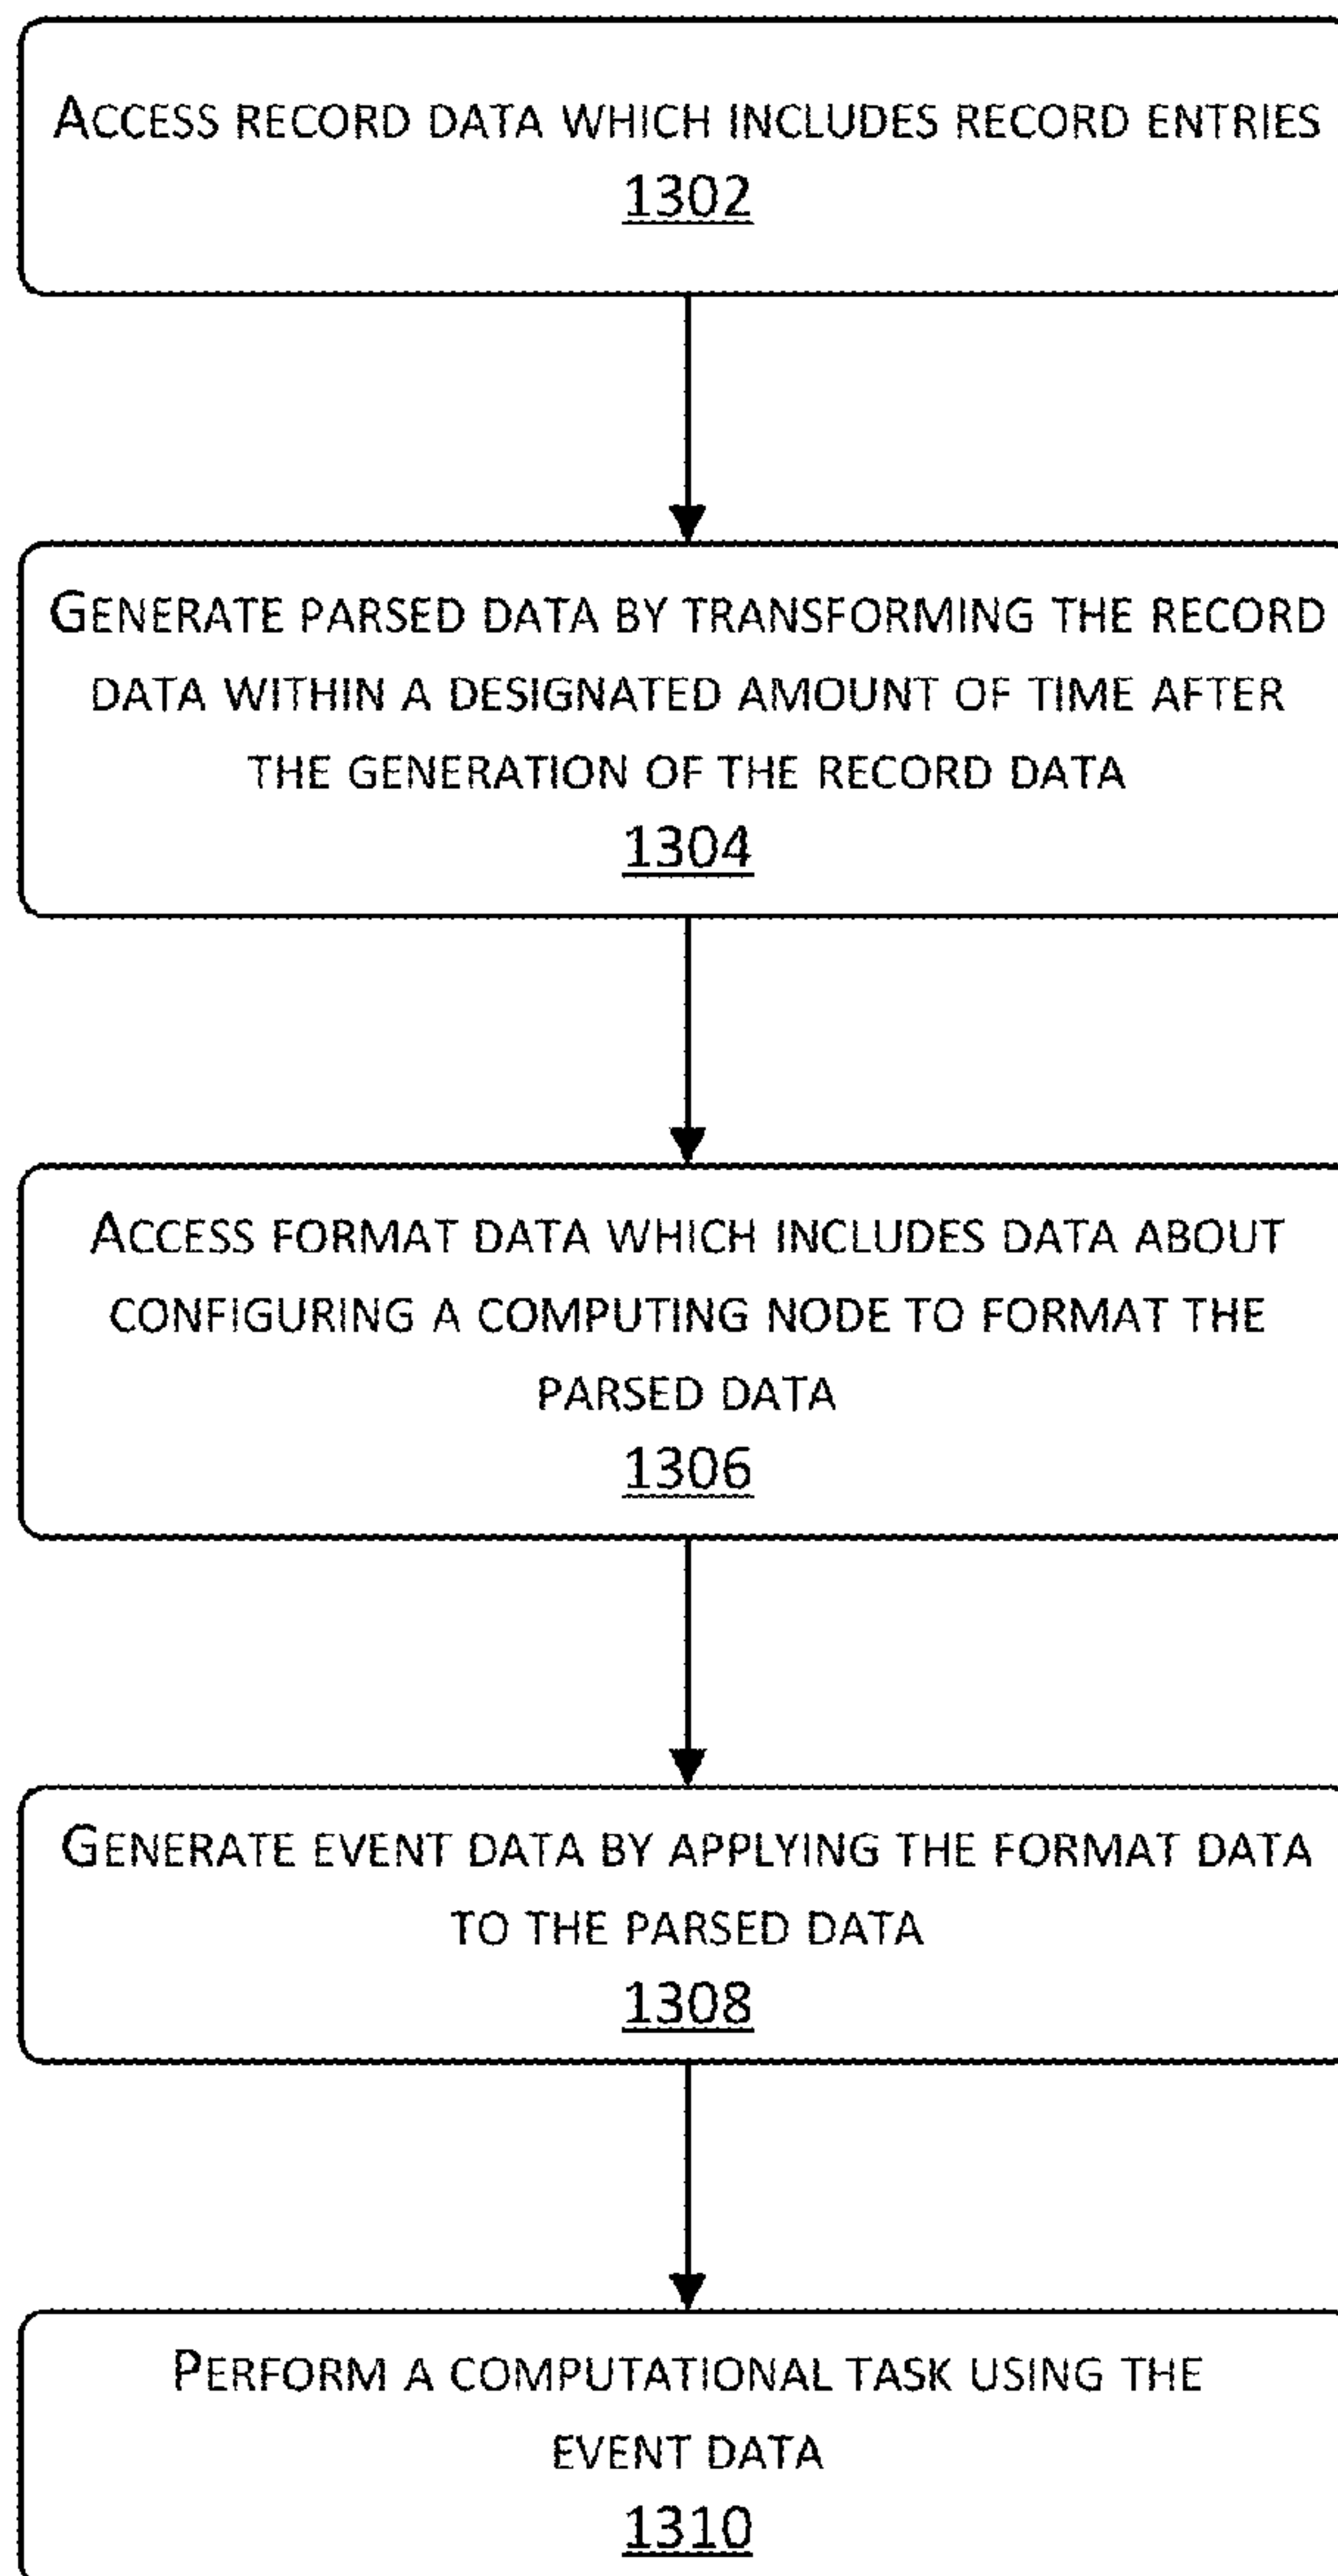 ACCESS RECORD DATA WHICH INCLUDES RECORD ENTRIES
1302
GENERATE PARSED DATA BY TRANSFORMING THE RECORD
DATA WITHIN A DESIGNATED AMOUNT OF TIME AFTER
THE GENERATION OF THE RECORD DATA
1304
ACCESS FORMAT DATA WHICH INCLUDES DATA ABOUT
CONFIGURING A COMPUTING NODE TO FORMAT THE
PARSED DATA
1306
GENERATE EVENT DATA BY APPLYING THE FORMAT DATA
TO THE PARSED DATA
1308
PERFORM A COMPUTATIONAL TASK USING THE
EVENT DATA
1310